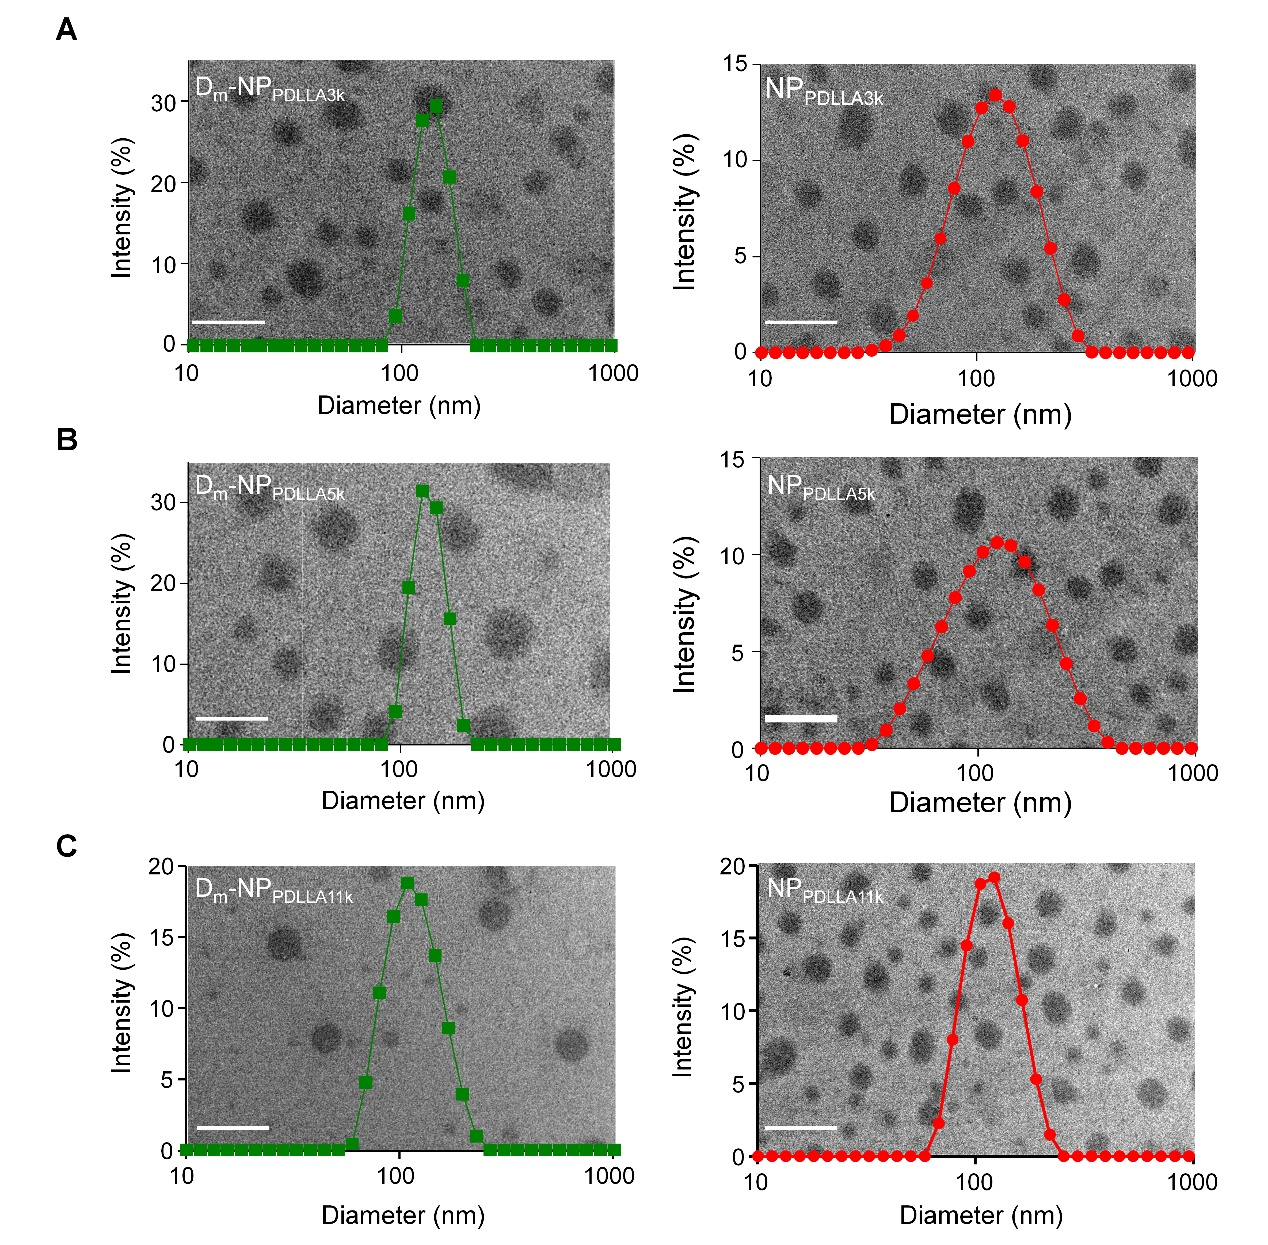 A
Dm-NPPDLLA3k
30
20
10
0
Intensity (%)
10 100 1000
Diameter (nm)
NPPDLLA3k
15
10
5
0
Intensity (%)
10 100 1000
Diameter (nm)
B
Dm-NPPDLLA5k
30
20
10
0
Intensity (%)
10 100 1000
Diameter (nm)
NPPDLLA5k
15
10
5
0
Intensity (%)
10 100 1000
Diameter (nm)
C
Dm-NPPDLLA11k
20
15
10
5
0
Intensity (%)
10 100 1000
Diameter (nm)
NPPDLLA11k
20
15
10
5
0
Intensity (%)
10 100 1000
Diameter (nm)